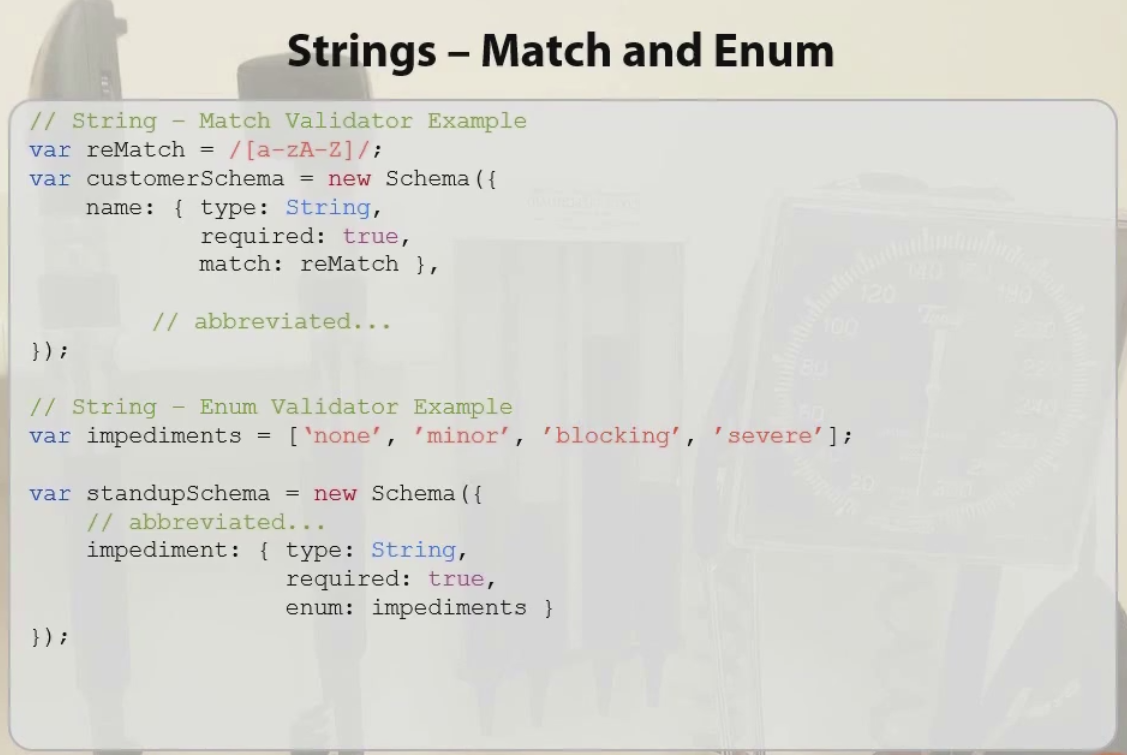 Strings – Match and Enum
// String – Match Validator Example
var reMatch = /[a-zA-Z]/;
var customerSchema = new Schema({
    name: { type: String,
            required: true,
            match: reMatch },
        // abbreviated...
});
// String – Enum Validator Example
var impediments = [‘none’, ’minor’, ’blocking’, ’severe’];
var standupSchema = new Schema({
    // abbreviated...
    impediment: { type: String,
                  required: true,
                  enum: impediments }
});